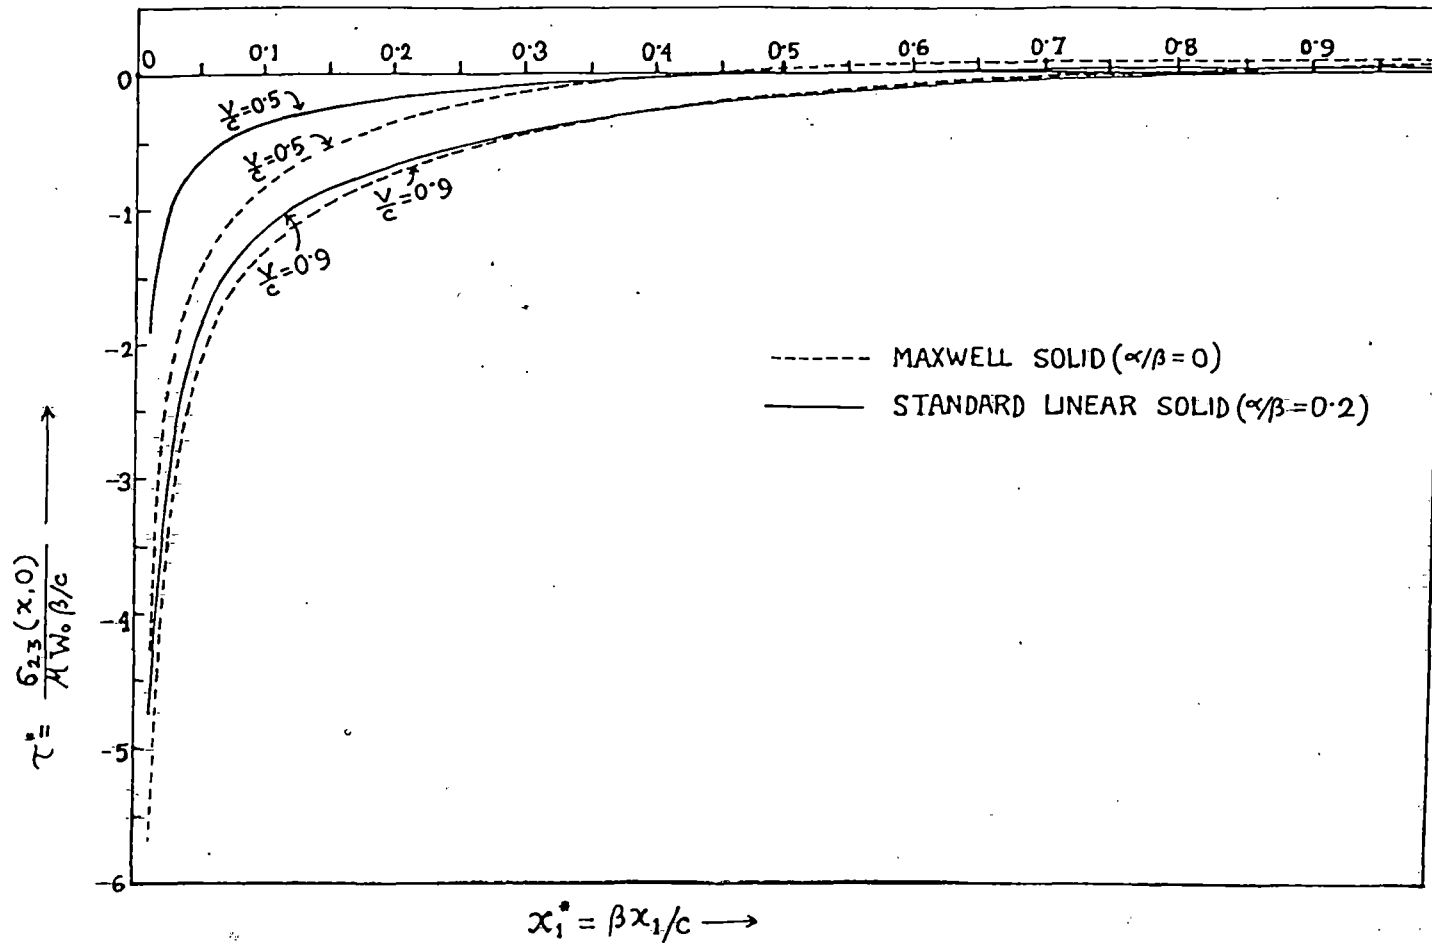 0 0·1 0·2 0·3 0·4 0·5 0·6 0·7 0·8 0·9
0
-1
-2
-3
-4
-5
-6
V/c=0·5
V/c=0·5
V/c=0·9
V/c=0·9
------- MAXWELL SOLID (α/β=0)
——— STANDARD LINEAR SOLID (α/β=0·2)
τ* = σ₂₃(x,0) / μ W₀ β/c →
x₁* = βx₁/c →